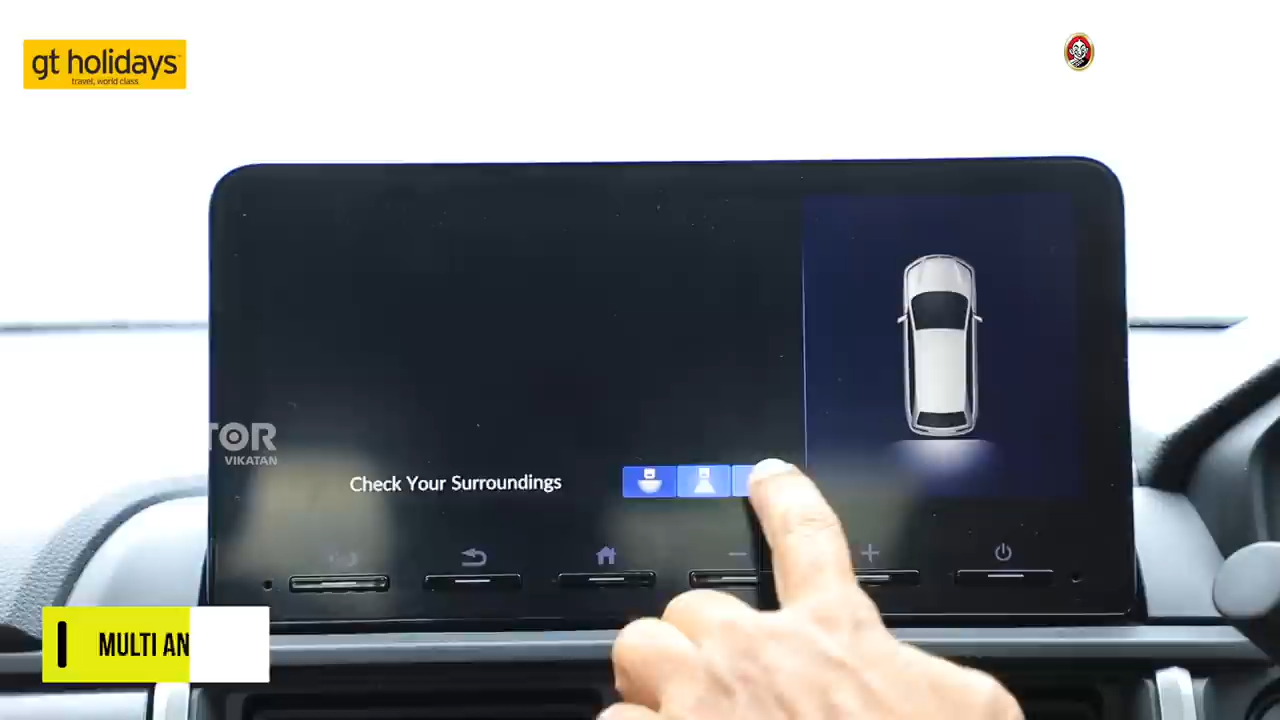 gt holidays
travel, world class
TOR
VIKATAN
Check Your Surroundings
MULTI AN